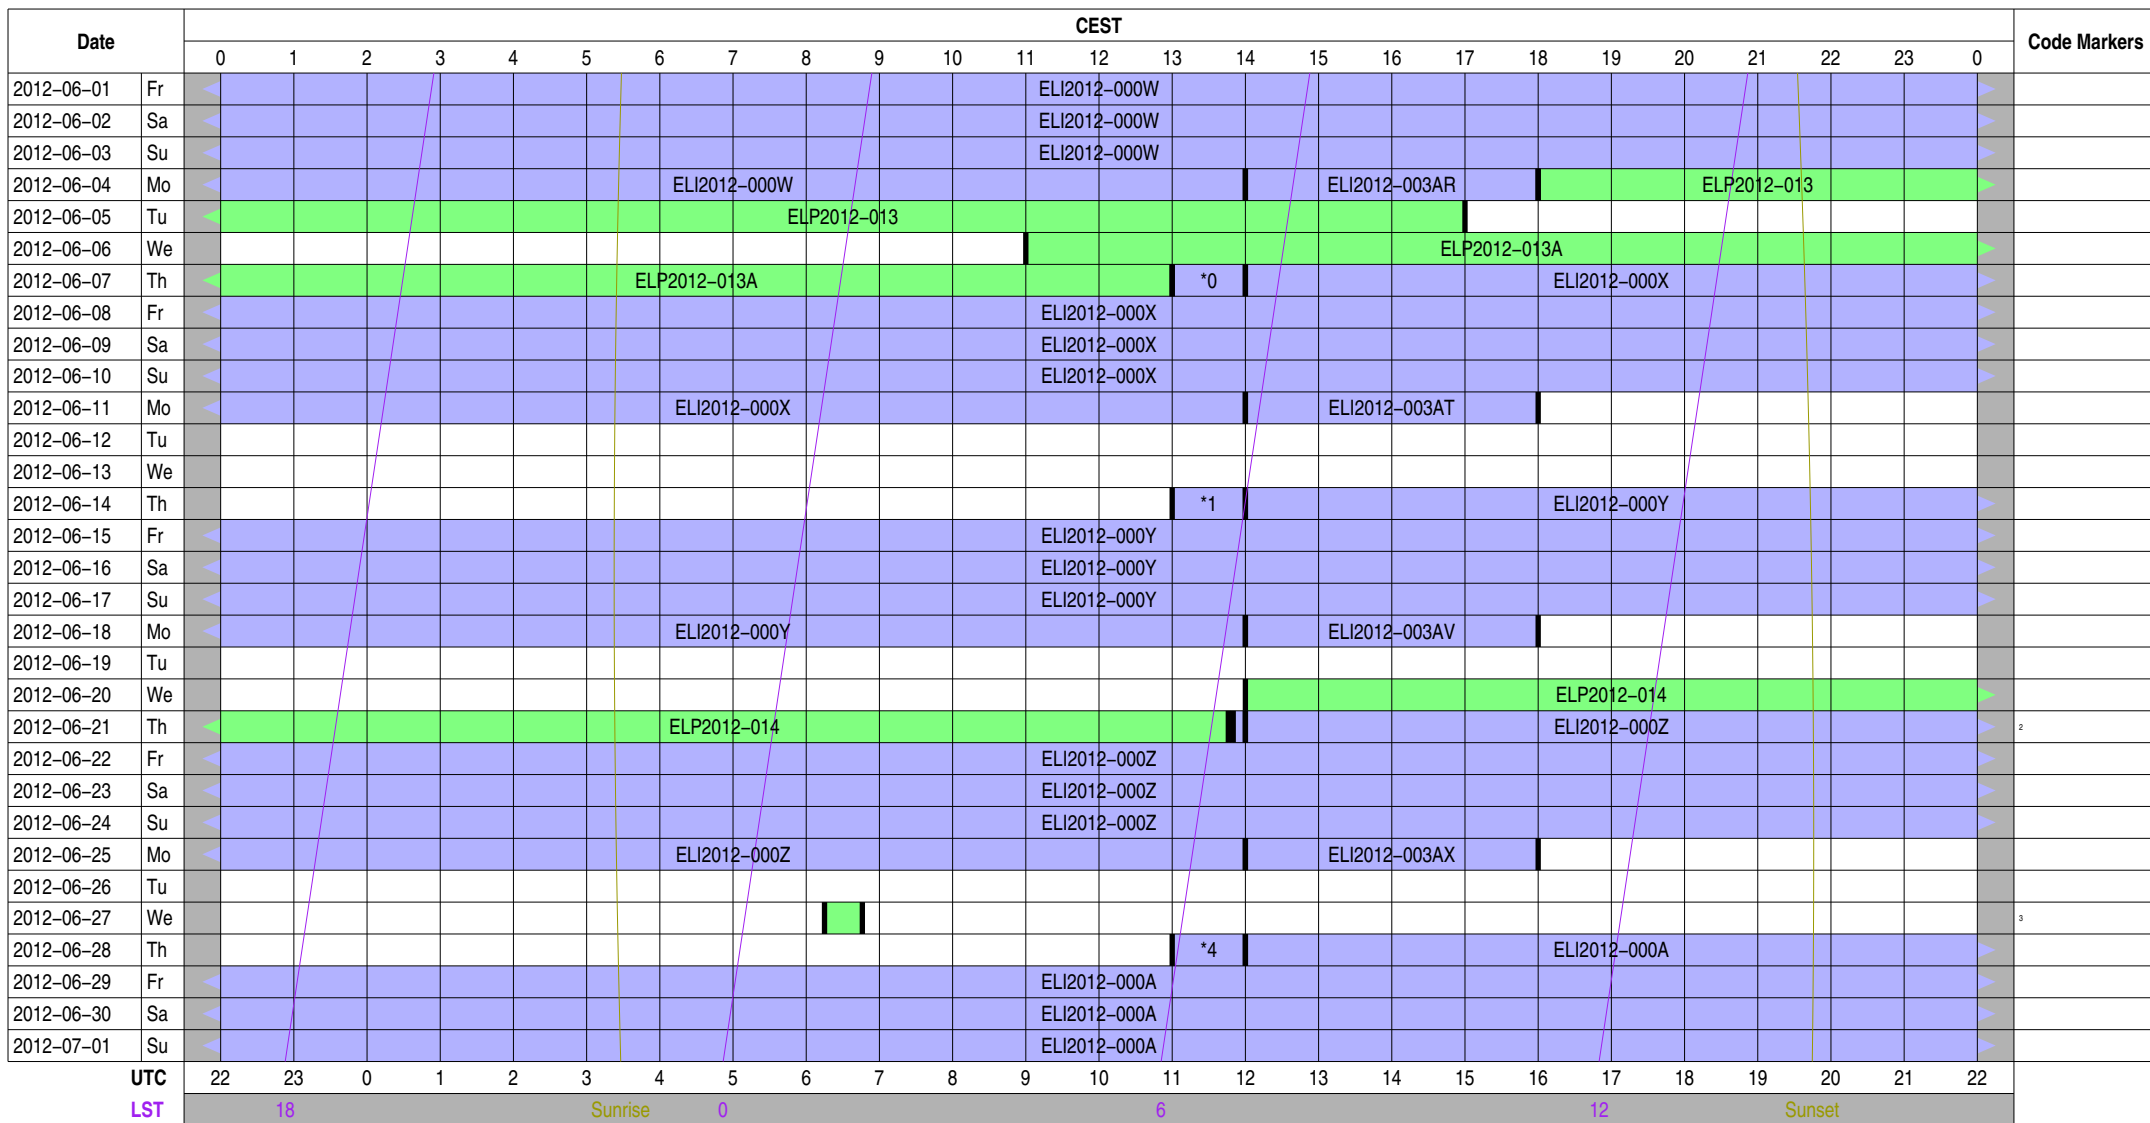 CEST
Date Code Markers
0 1 2 3 4 5 6 7 8 9 10 11 12 13 14 15 16 17 18 19 20 21 22 23 0
2012-06-01 Fr ELI2012-000W
2012-06-02 Sa ELI2012-000W
2012-06-03 Su ELI2012-000W
2012-06-04 Mo ELI2012-000W ELI2012-003AR ELP2012-013
2012-06-05 Tu ELP2012-013
2012-06-06 We ELP2012-013A
2012-06-07 Th ELP2012-013A *0 ELI2012-000X
2012-06-08 Fr ELI2012-000X
2012-06-09 Sa ELI2012-000X
2012-06-10 Su ELI2012-000X
2012-06-11 Mo ELI2012-000X ELI2012-003AT
2012-06-12 Tu
2012-06-13 We
2012-06-14 Th *1 ELI2012-000Y
2012-06-15 Fr ELI2012-000Y
2012-06-16 Sa ELI2012-000Y
2012-06-17 Su ELI2012-000Y
2012-06-18 Mo ELI2012-000Y ELI2012-003AV
2012-06-19 Tu
2012-06-20 We ELP2012-014
2012-06-21 Th ELP2012-014 ELI2012-000Z 2
2012-06-22 Fr ELI2012-000Z
2012-06-23 Sa ELI2012-000Z
2012-06-24 Su ELI2012-000Z
2012-06-25 Mo ELI2012-000Z ELI2012-003AX
2012-06-26 Tu
2012-06-27 We 3
2012-06-28 Th *4 ELI2012-000A
2012-06-29 Fr ELI2012-000A
2012-06-30 Sa ELI2012-000A
2012-07-01 Su ELI2012-000A
UTC 22 23 0 1 2 3 4 5 6 7 8 9 10 11 12 13 14 15 16 17 18 19 20 21 22
LST 18 Sunrise 0 6 12 Sunset